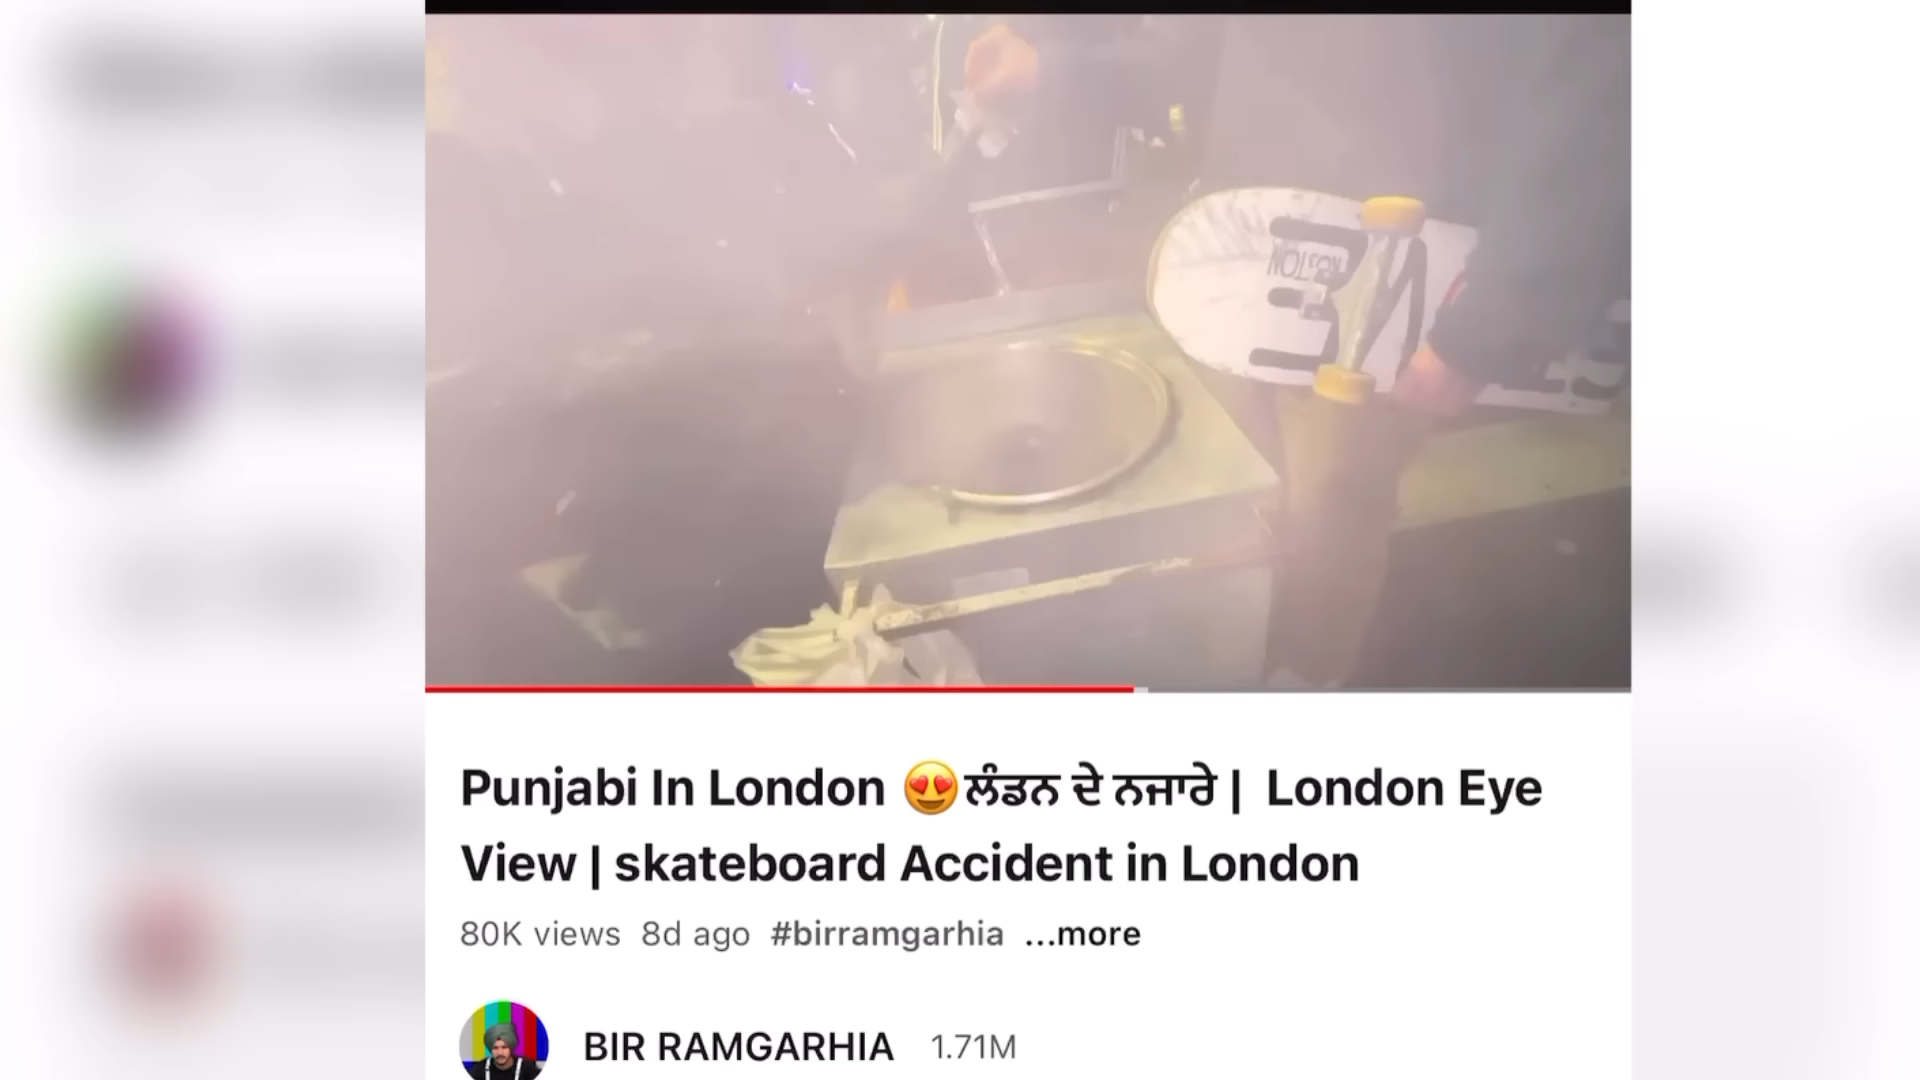 Punjabi In London 😍ਲੰਡਨ ਦੇ ਨਜਾਰੇ | London Eye
View | skateboard Accident in London
80K views 8d ago #birramgarhia ...more
BIR RAMGARHIA 1.71M